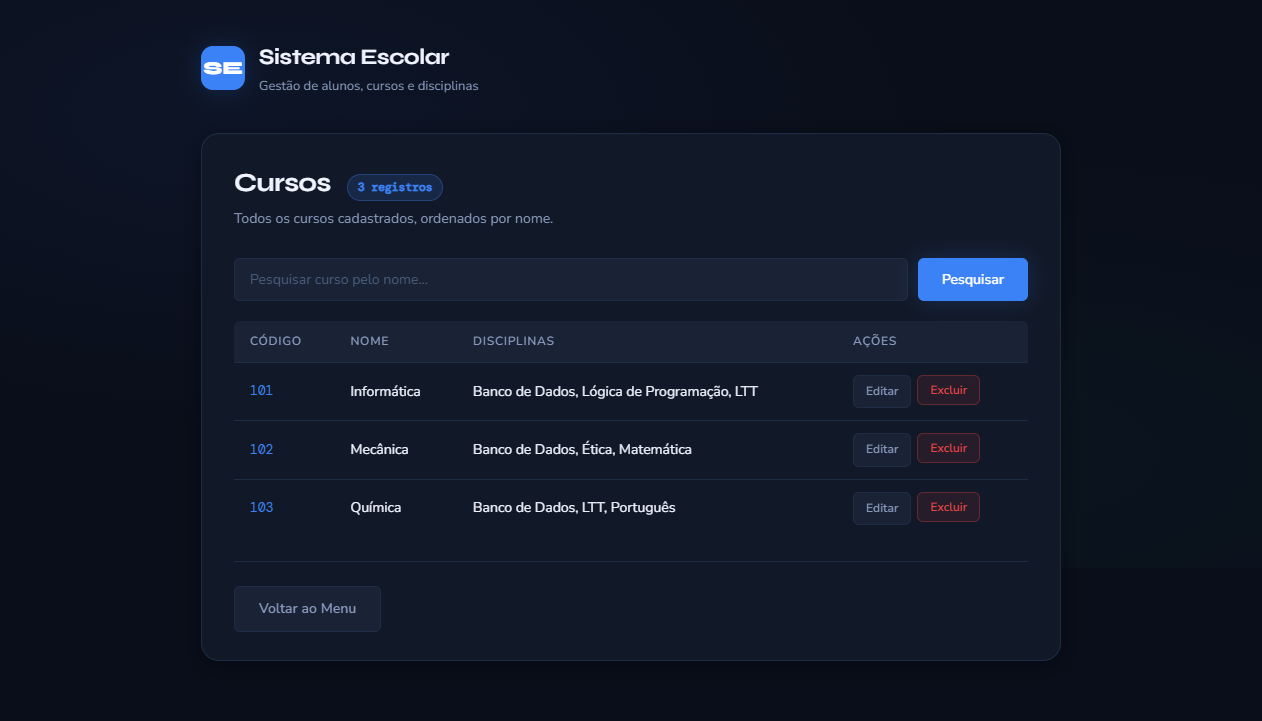 SE
Sistema Escolar
Gestão de alunos, cursos e disciplinas
Cursos 3 registros
Todos os cursos cadastrados, ordenados por nome.
Pesquisar curso pelo nome... Pesquisar
CÓDIGO NOME DISCIPLINAS AÇÕES
101 Informática Banco de Dados, Lógica de Programação, LTT Editar Excluir
102 Mecânica Banco de Dados, Ética, Matemática Editar Excluir
103 Química Banco de Dados, LTT, Português Editar Excluir
Voltar ao Menu